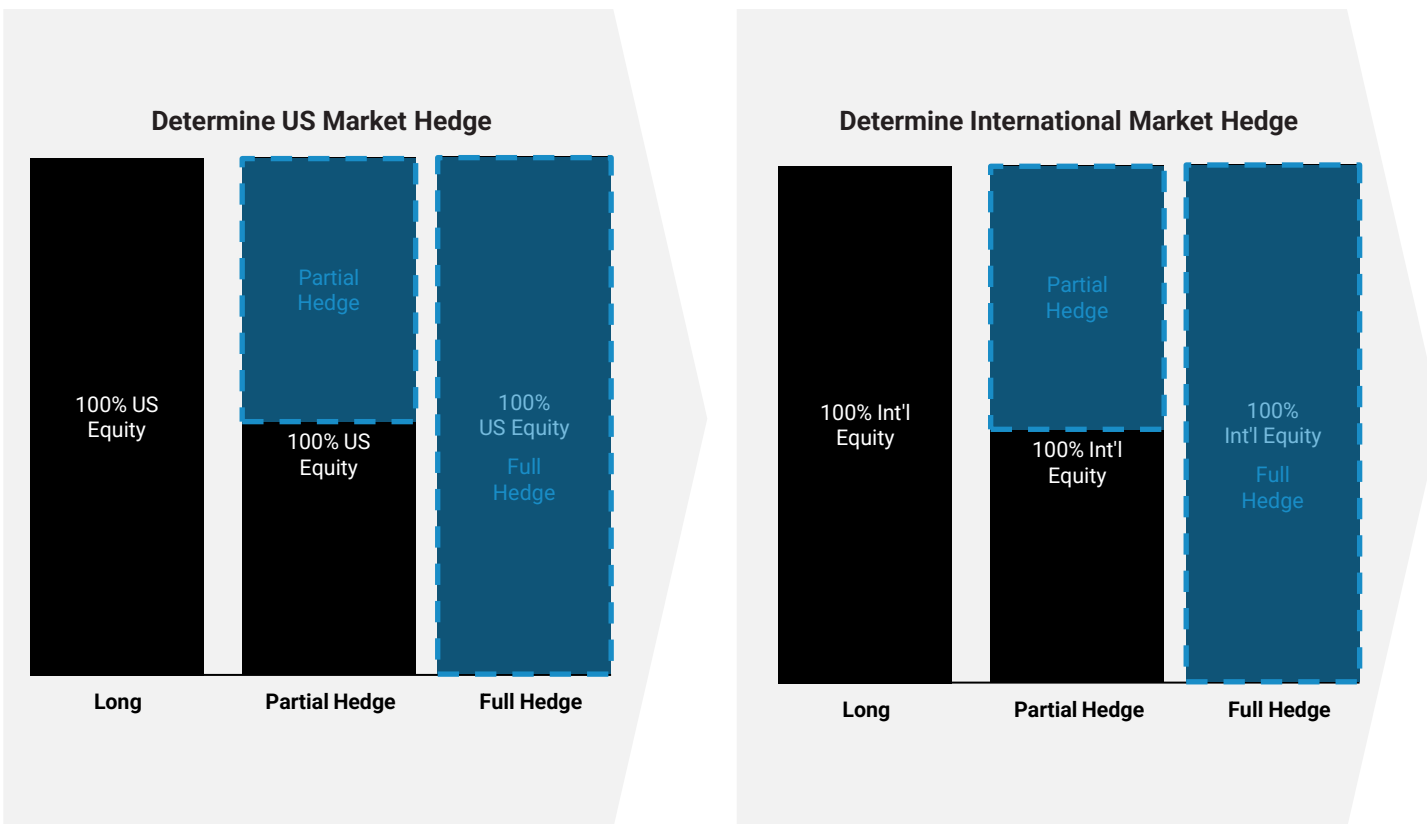 Determine US Market Hedge
100% US
Equity
Partial
Hedge
100% US
Equity
100%
US Equity
Full
Hedge
Long
Partial Hedge
Full Hedge
Determine International Market Hedge
100% Int'l
Equity
Partial
Hedge
100% Int'l
Equity
100%
Int'l Equity
Full
Hedge
Long
Partial Hedge
Full Hedge